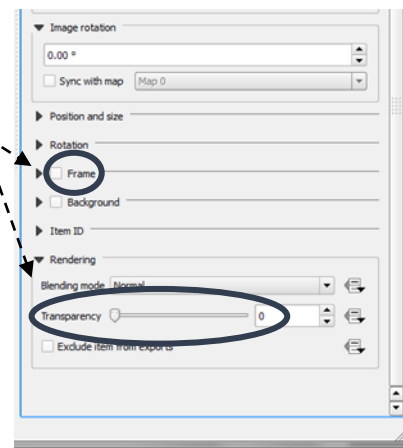 Image rotation
0.00 °
Sync with map Map 0
Position and size
Rotation
Frame
Background
Item ID
Rendering
Blending mode Normal
Transparency 0
Exclude item from exports